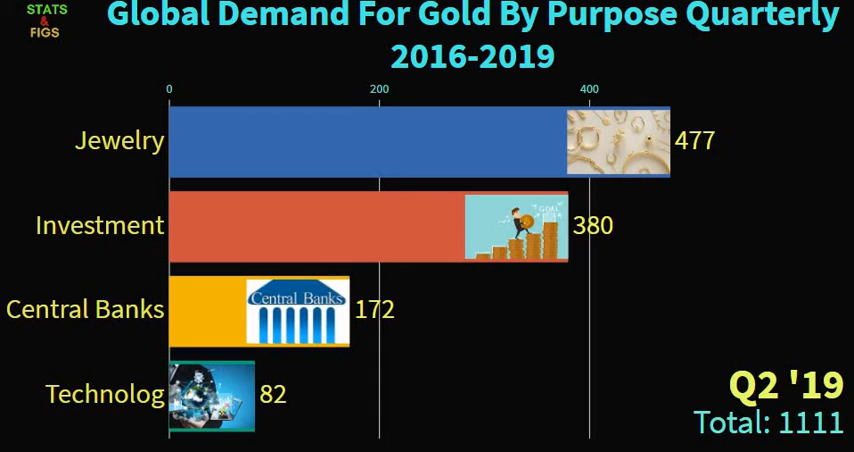 STATS
&
FIGS
Global Demand For Gold By Purpose Quarterly
2016-2019
0 200 400
Jewelry 477
Investment GOAL 380
Central Banks Central Banks 172
Technolog 82
Q2 '19
Total: 1111